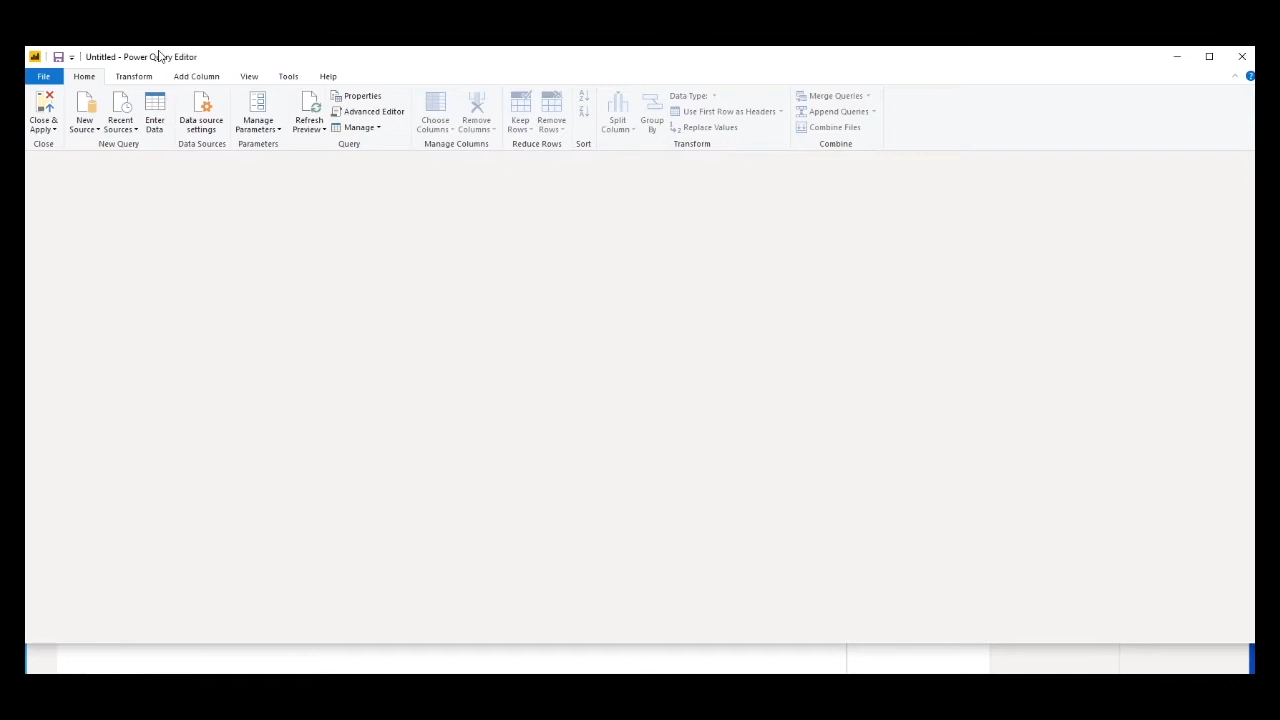 Untitled - Power Query Editor
File Home Transform Add Column View Tools Help
Close & Apply
New Source
Recent Sources
Enter Data
Data source settings
Manage Parameters
Refresh Preview
Properties
Advanced Editor
Manage
Choose Columns
Remove Columns
Keep Rows
Remove Rows
Split Column
Group By
Data Type:
Use First Row as Headers
Replace Values
Merge Queries
Append Queries
Combine Files
Close New Query Data Sources Parameters Query Manage Columns Reduce Rows Sort Transform Combine